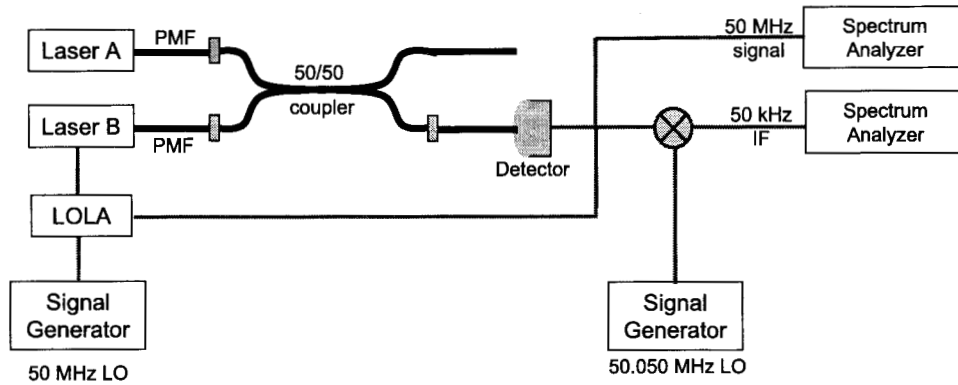 Laser A
PMF
50/50
coupler
50 MHz
signal
Spectrum
Analyzer
Laser B
PMF
Detector
50 kHz
IF
Spectrum
Analyzer
LOLA
Signal
Generator
50 MHz LO
Signal
Generator
50.050 MHz LO